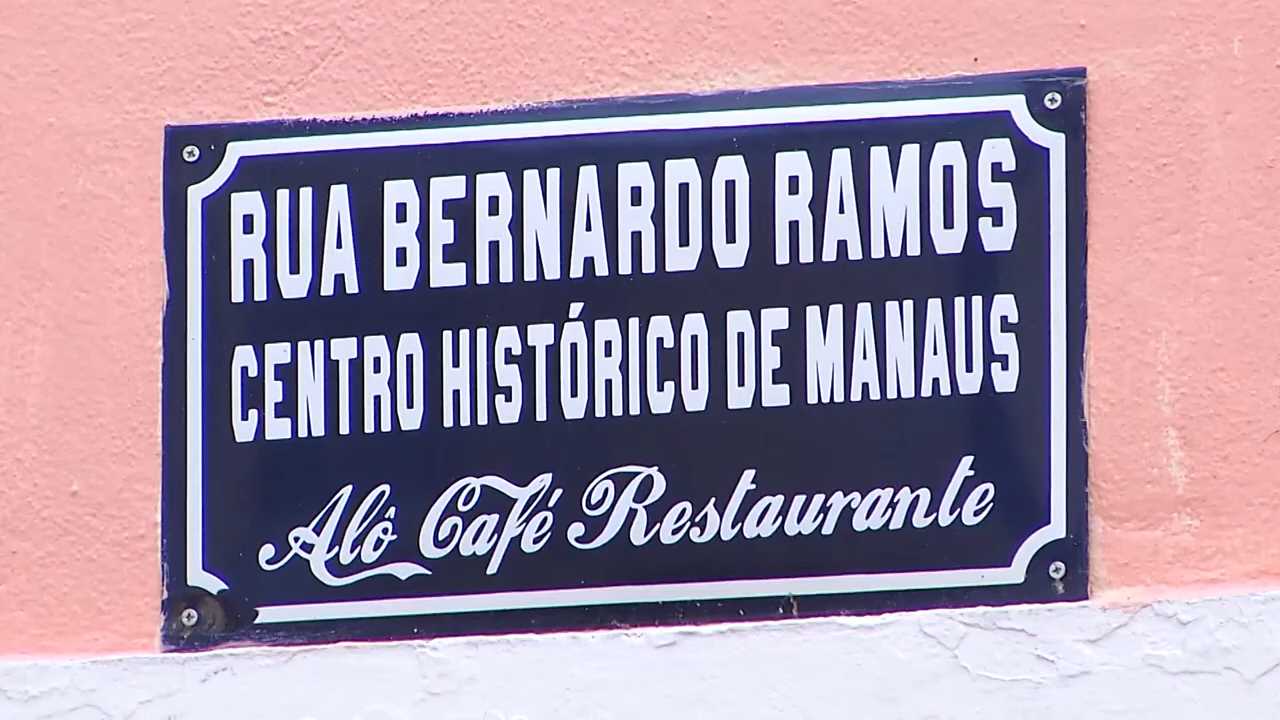 RUA BERNARDO RAMOS
CENTRO HISTÓRICO DE MANAUS
Alô Café Restaurante